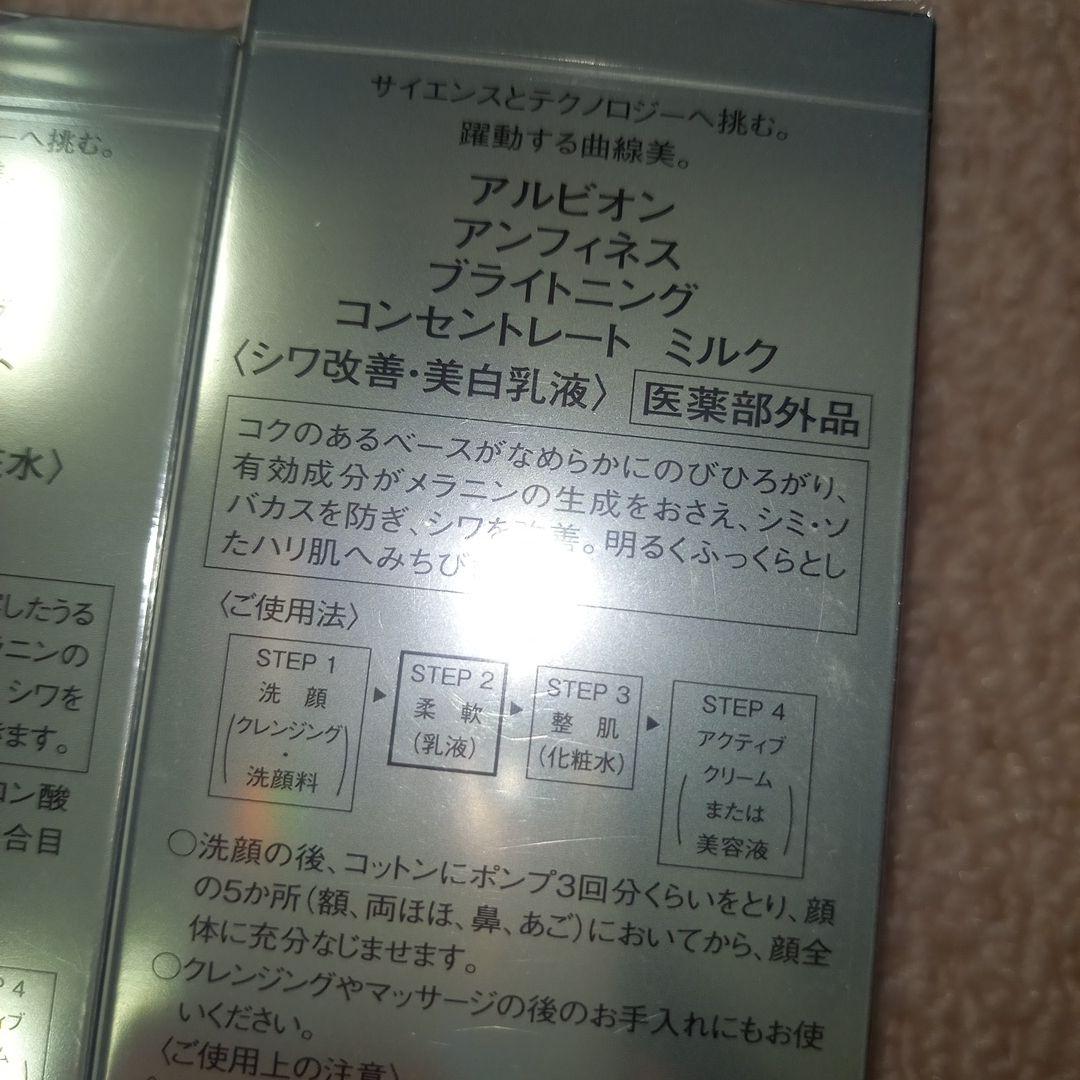 サイエンスとテクノロジーへ挑む。
躍動する曲線美。
アルビオン
アンフィネス
ブライトニング
コンセントレート ミルク
〈シワ改善・美白乳液〉 医薬部外品
コクのあるベースがなめらかにのびひろがり、
有効成分がメラニンの生成をおさえ、シミ・ソ
バカスを防ぎ、シワを改善。明るくふっくらとし
たハリ肌へみちび
〈ご使用法〉
STEP 1
洗 顔
(クレンジング
・
洗顔料)
▶
STEP 2
柔 軟
(乳液)
▶
STEP 3
整 肌
(化粧水)
▶
STEP 4
アクティブ
クリーム
(または
美容液)
○洗顔の後、コットンにポンプ3回分くらいをとり、顔
の5か所(額、両ほほ、鼻、あご)においてから、顔全
体に充分なじませます。
○クレンジングやマッサージの後のお手入れにもお使
いください。
〈ご使用上の注意〉
ーへ挑む。
水〉
したうる
ラニンの
シワを
きます。
ロン酸
合目
P 4
ィブ
ム